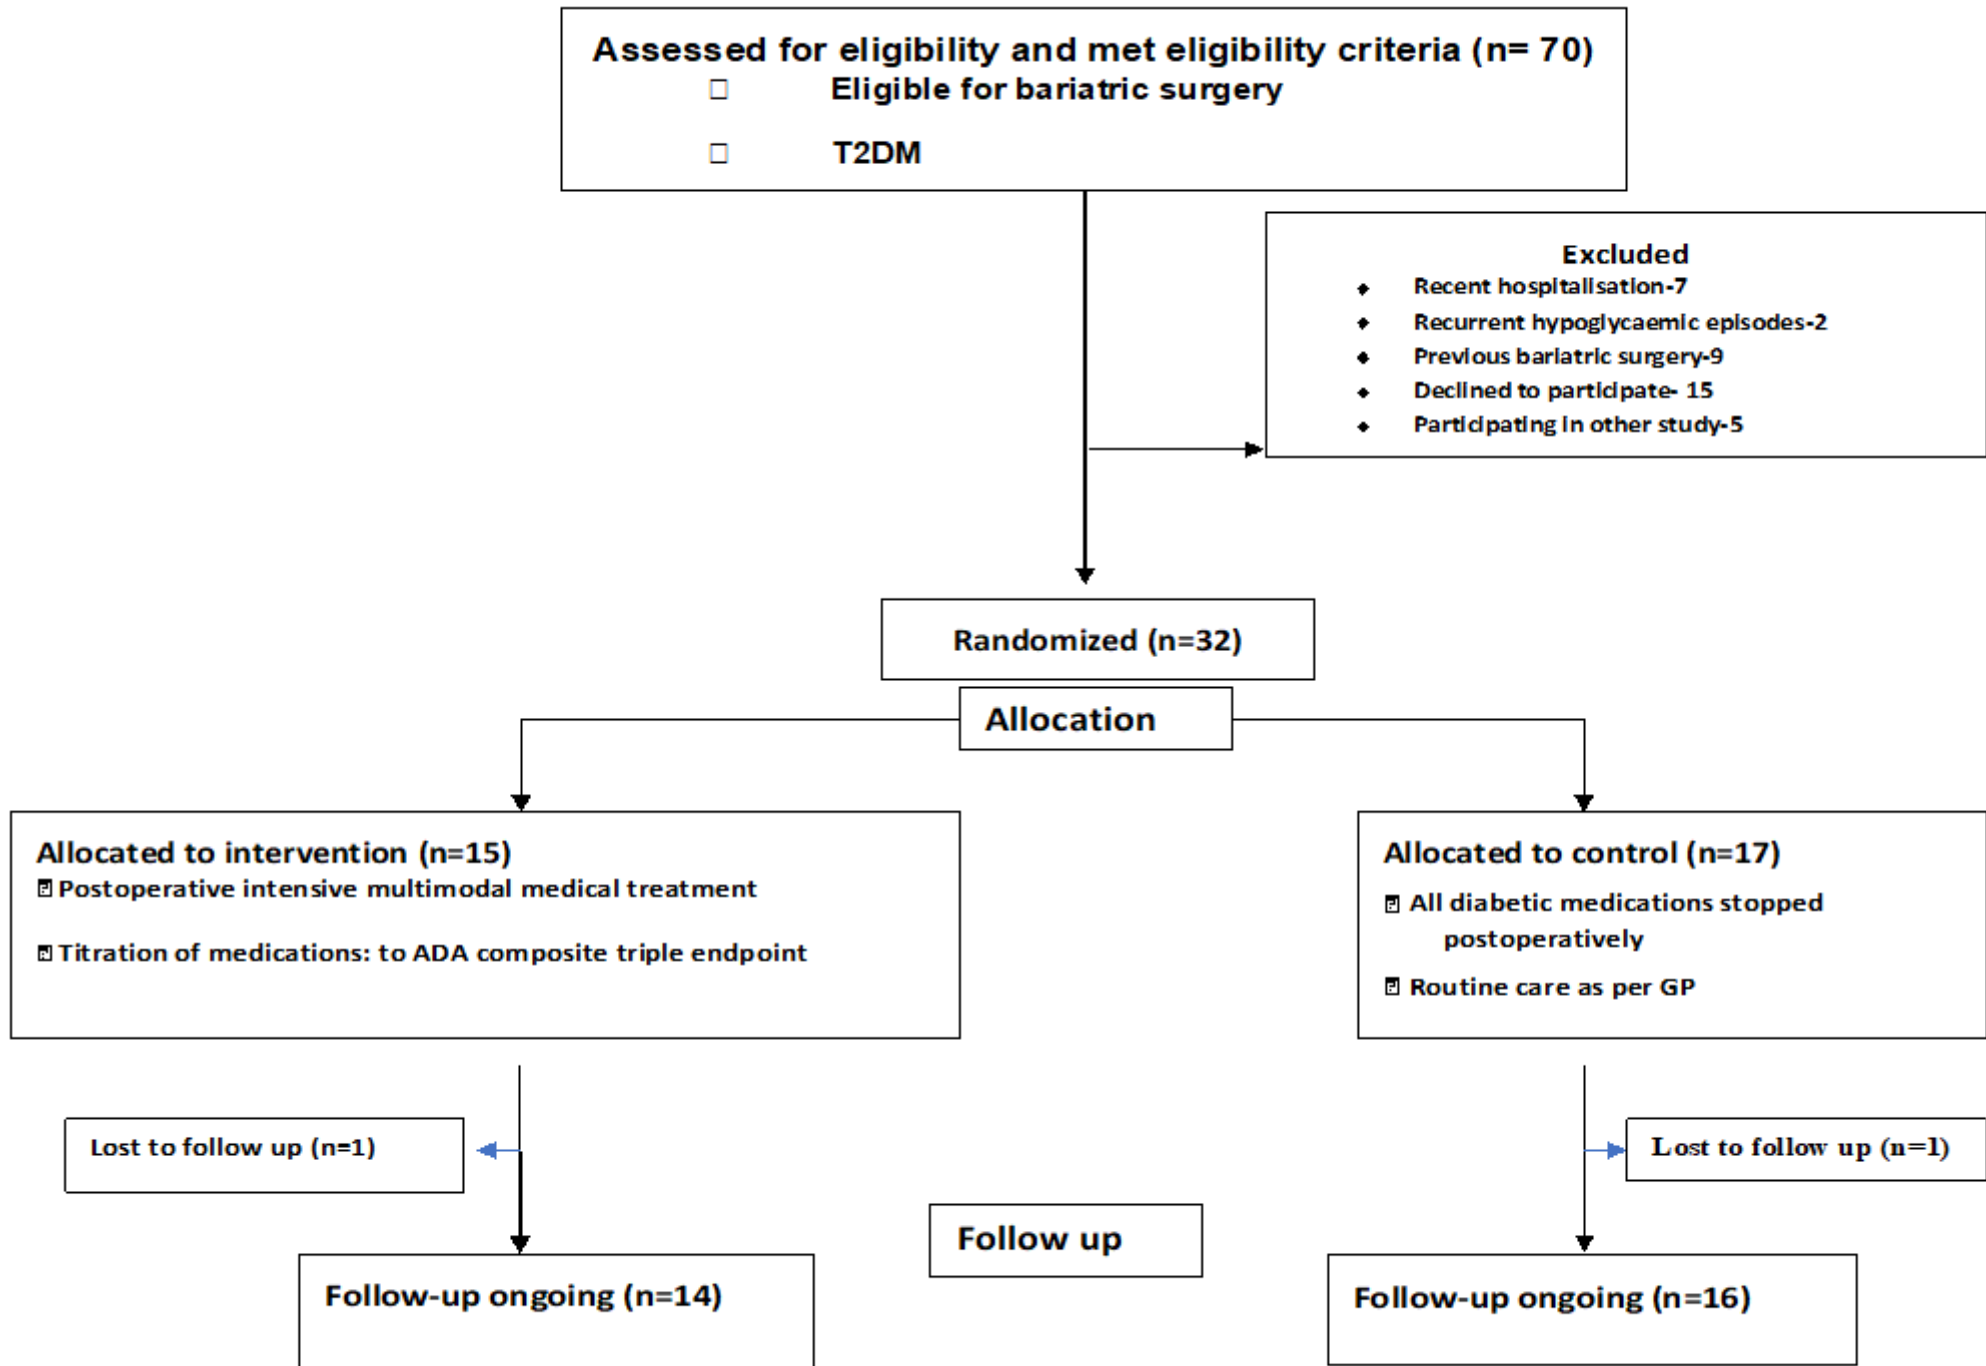 Assessed for eligibility and met eligibility criteria (n= 70)
Eligible for bariatric surgery
T2DM
Excluded
Recent hospitalisation-7
Recurrent hypoglycaemic episodes-2
Previous bariatric surgery-9
Declined to participate- 15
Participating in other study-5
Randomized (n=32)
Allocation
Allocated to intervention (n=15)
Postoperative intensive multimodal medical treatment
Titration of medications: to ADA composite triple endpoint
Allocated to control (n=17)
All diabetic medications stopped
postoperatively
Routine care as per GP
Lost to follow up (n=1)
Lost to follow up (n=1)
Follow up
Follow-up ongoing (n=14)
Follow-up ongoing (n=16)